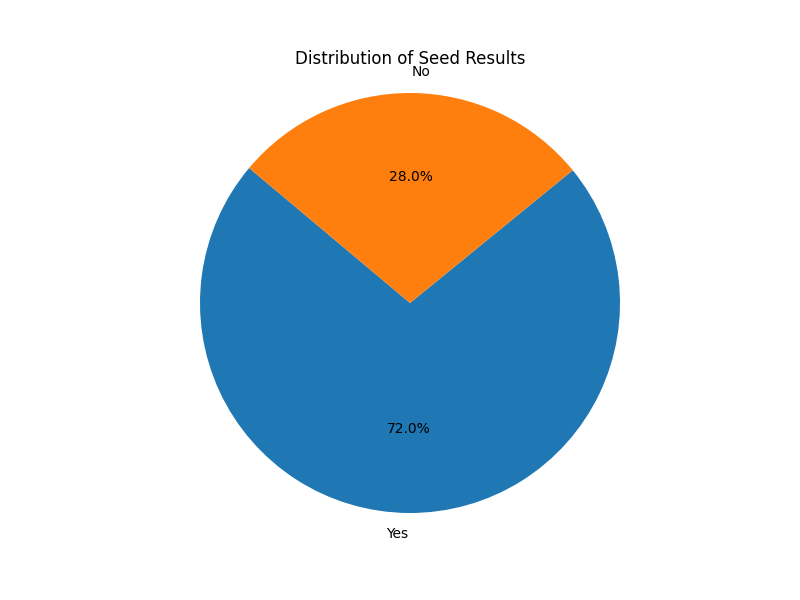 Distribution of Seed Results
No
28.0%
72.0%
Yes